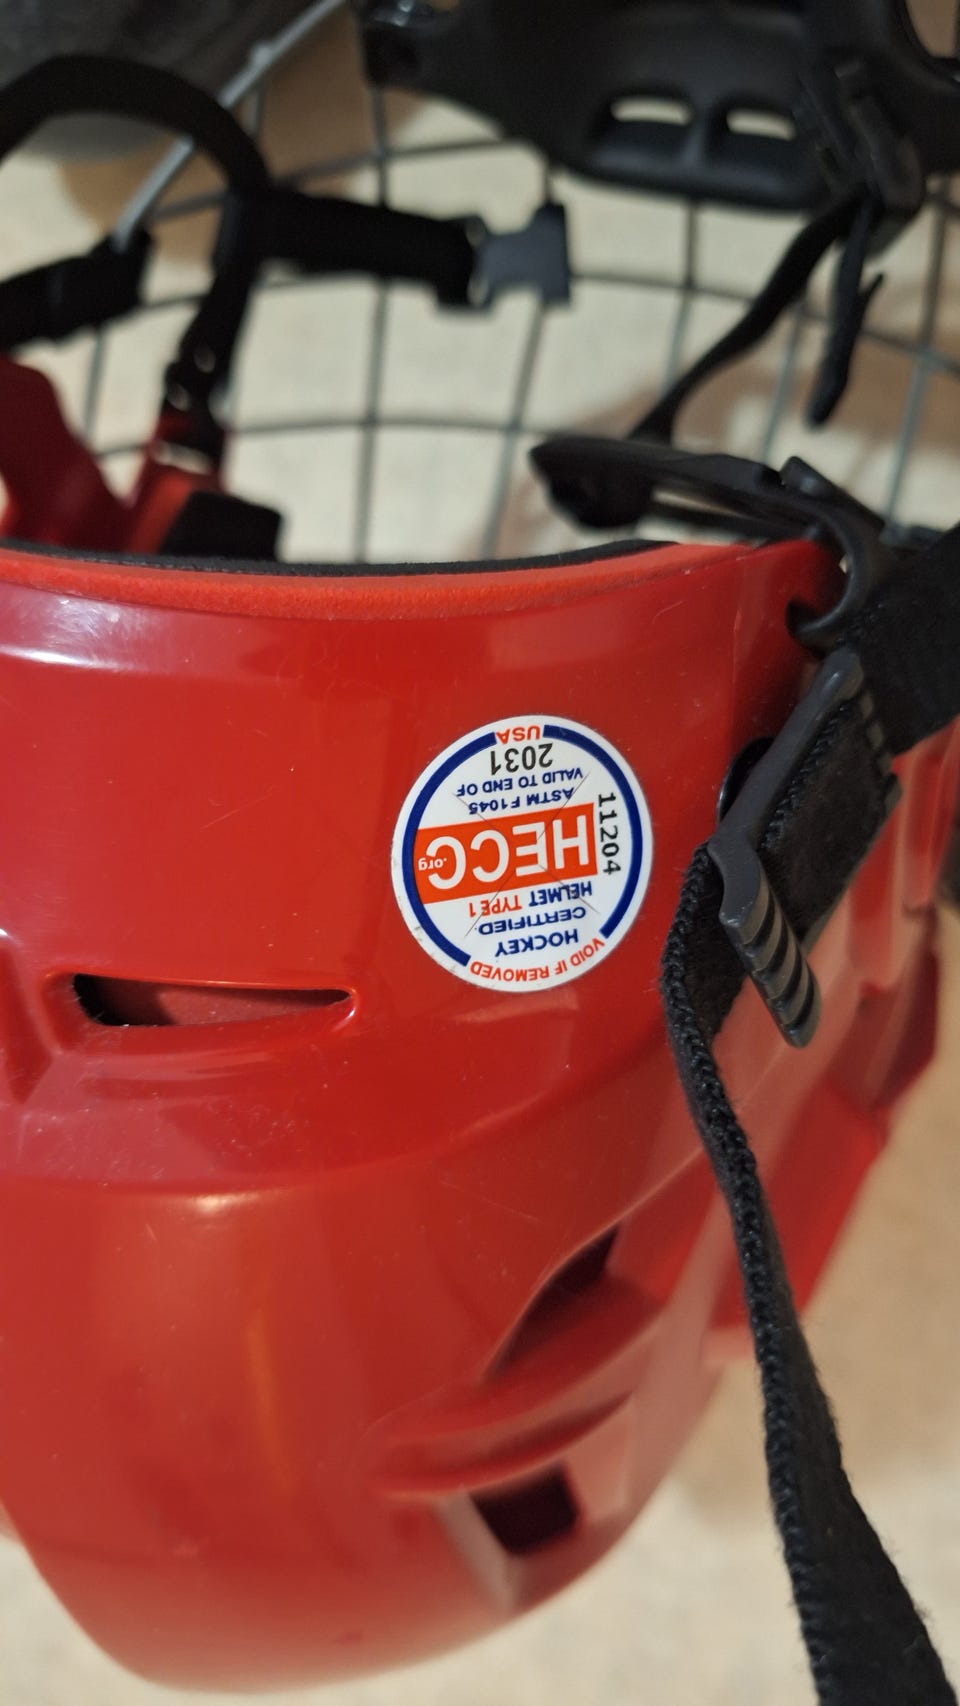 USA
2031
VALID TO END OF
ASTM F1045
HECC.org
HELMET TYPE 1
CERTIFIED
HOCKEY
VOID IF REMOVED
11204